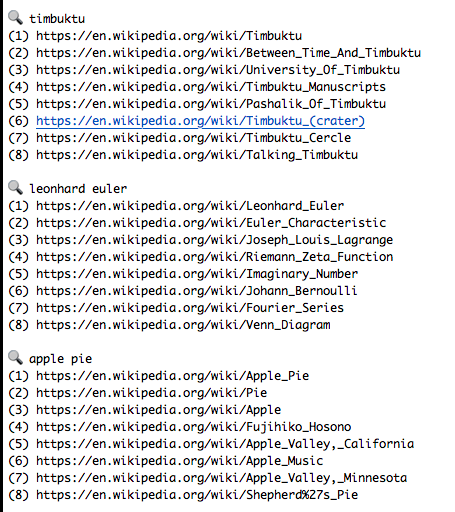 timbuktu
(1) https://en.wikipedia.org/wiki/Timbuktu
(2) https://en.wikipedia.org/wiki/Between_Time_And_Timbuktu
(3) https://en.wikipedia.org/wiki/University_Of_Timbuktu
(4) https://en.wikipedia.org/wiki/Timbuktu_Manuscripts
(5) https://en.wikipedia.org/wiki/Pashalik_Of_Timbuktu
(6) https://en.wikipedia.org/wiki/Timbuktu_(crater)
(7) https://en.wikipedia.org/wiki/Timbuktu_Cercle
(8) https://en.wikipedia.org/wiki/Talking_Timbuktu
leonhard euler
(1) https://en.wikipedia.org/wiki/Leonhard_Euler
(2) https://en.wikipedia.org/wiki/Euler_Characteristic
(3) https://en.wikipedia.org/wiki/Joseph_Louis_Lagrange
(4) https://en.wikipedia.org/wiki/Riemann_Zeta_Function
(5) https://en.wikipedia.org/wiki/Imaginary_Number
(6) https://en.wikipedia.org/wiki/Johann_Bernoulli
(7) https://en.wikipedia.org/wiki/Fourier_Series
(8) https://en.wikipedia.org/wiki/Venn_Diagram
apple pie
(1) https://en.wikipedia.org/wiki/Apple_Pie
(2) https://en.wikipedia.org/wiki/Pie
(3) https://en.wikipedia.org/wiki/Apple
(4) https://en.wikipedia.org/wiki/Fujihiko_Hosono
(5) https://en.wikipedia.org/wiki/Apple_Valley,_California
(6) https://en.wikipedia.org/wiki/Apple_Music
(7) https://en.wikipedia.org/wiki/Apple_Valley,_Minnesota
(8) https://en.wikipedia.org/wiki/Shepherd%27s_Pie